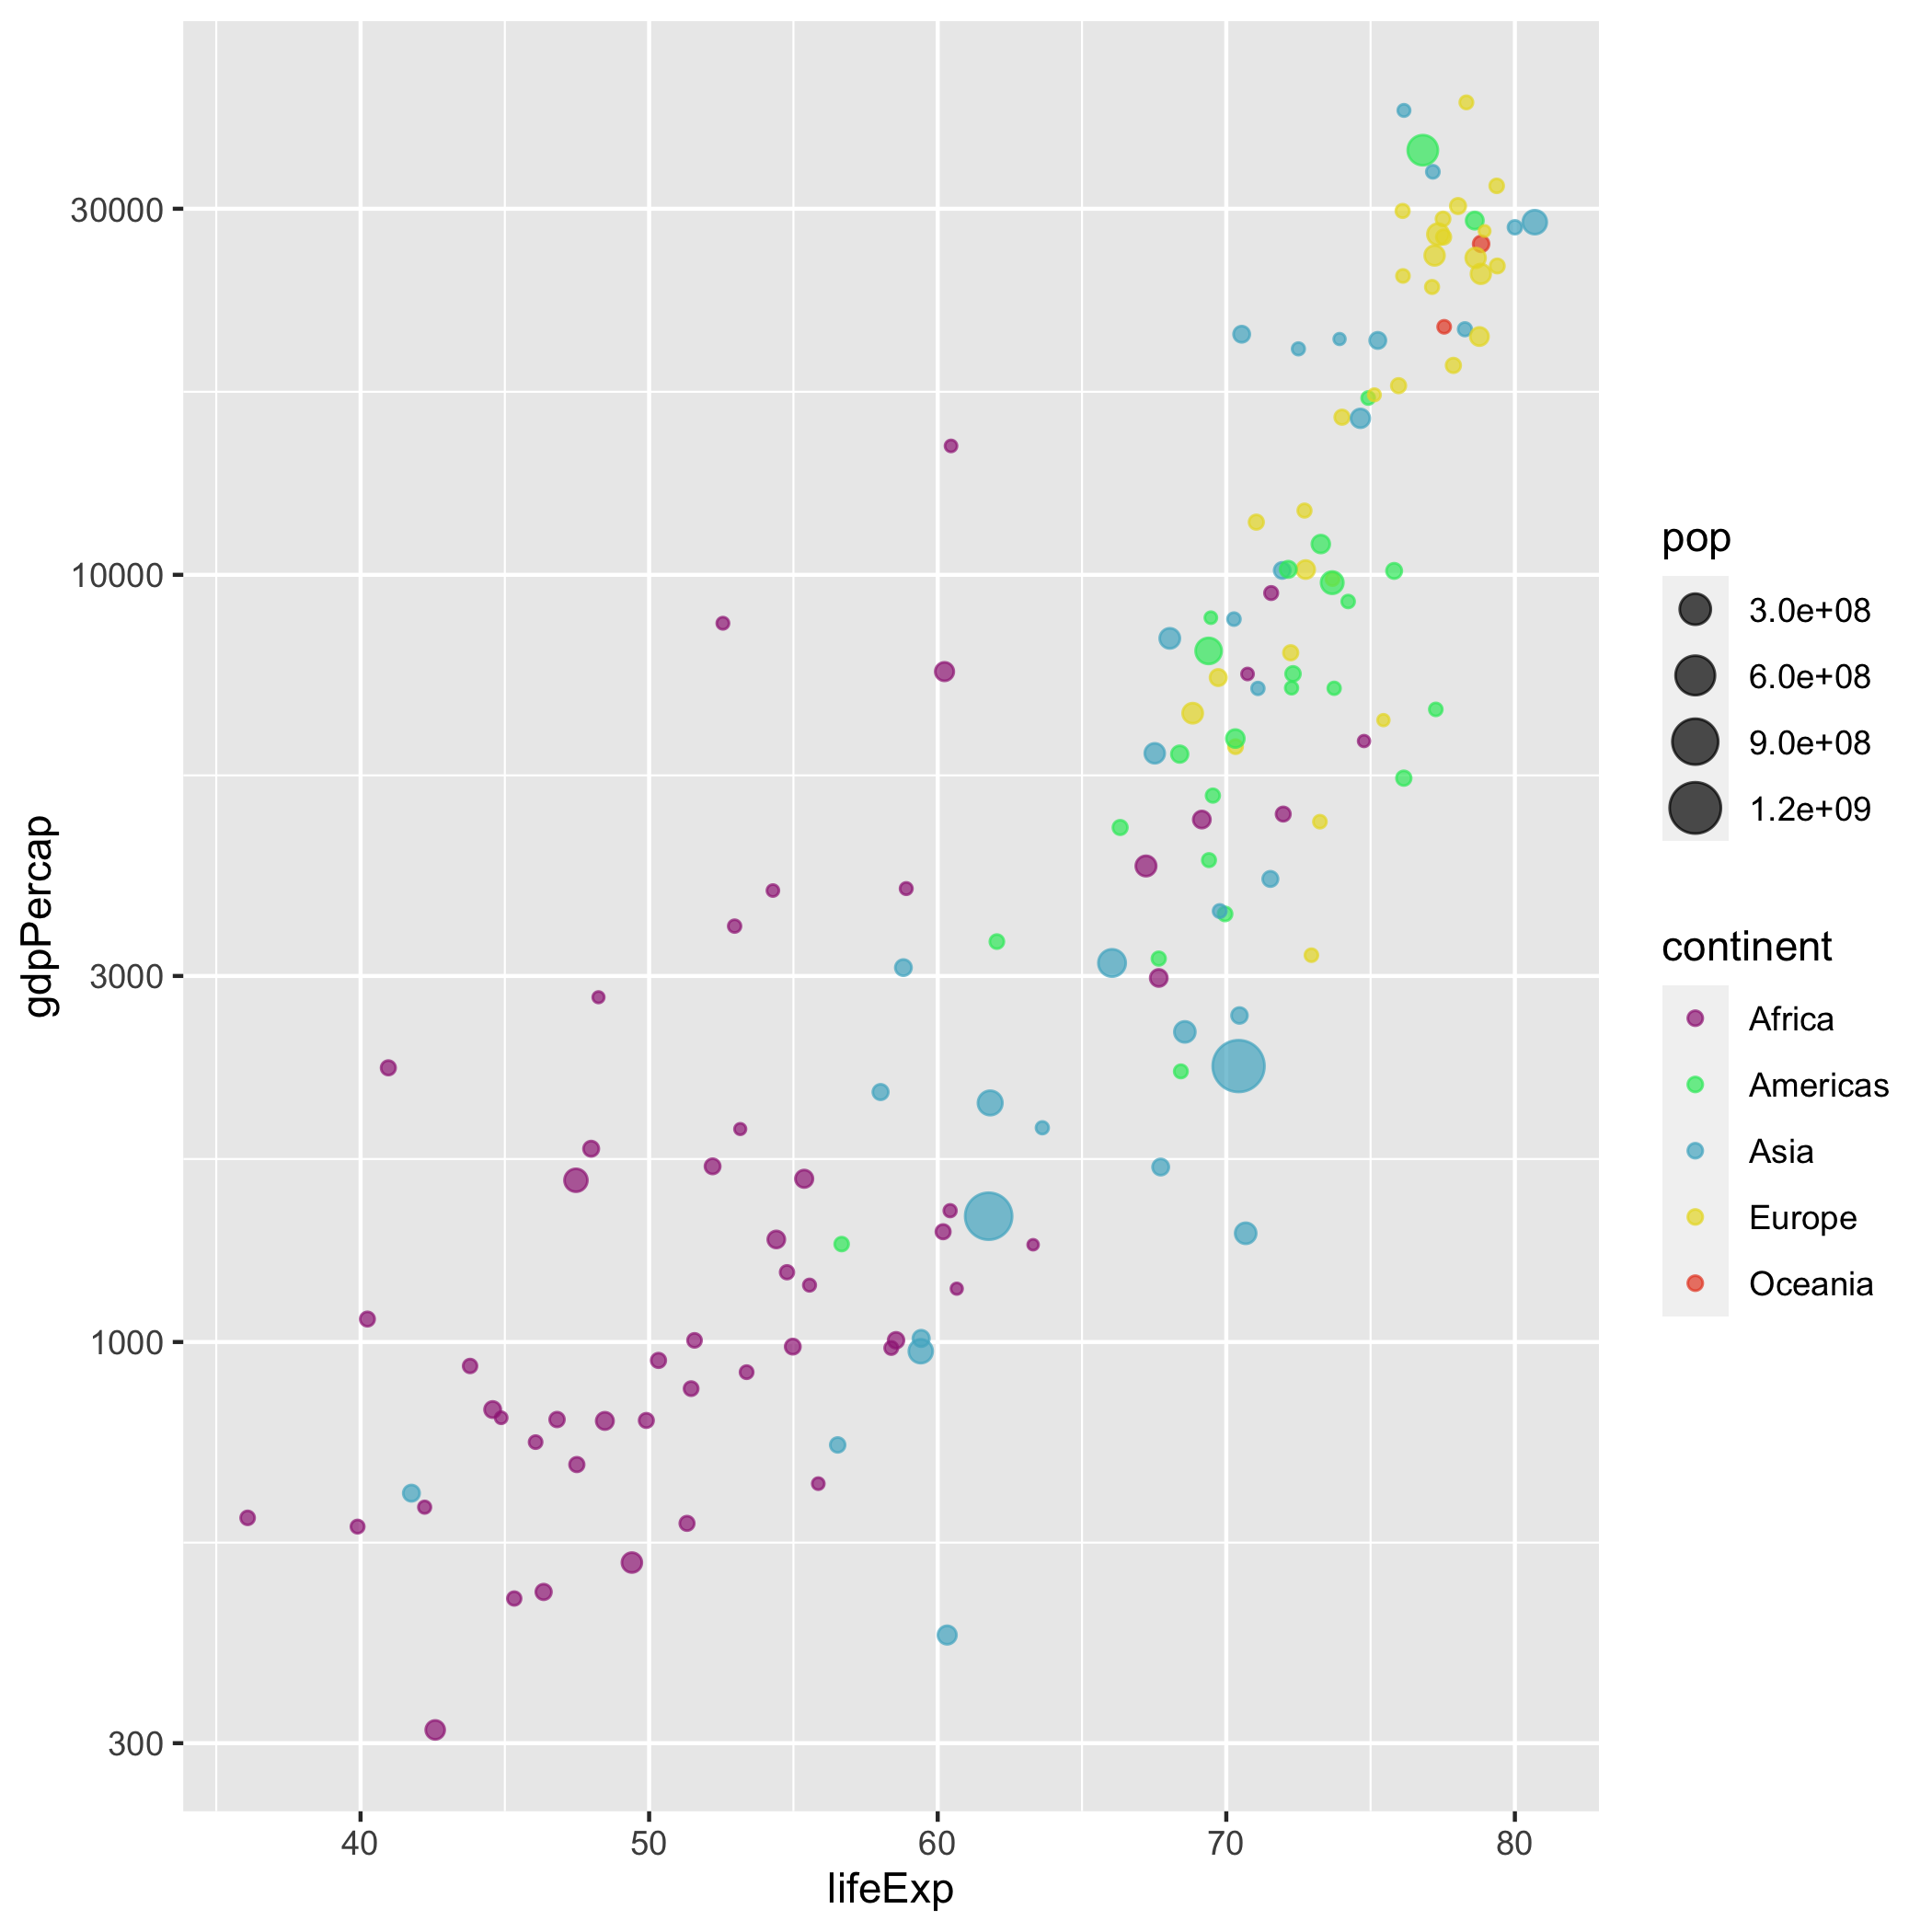 gdpPercap
30000
10000
3000
1000
300
40 50 60 70 80
lifeExp
pop
3.0e+08
6.0e+08
9.0e+08
1.2e+09
continent
Africa
Americas
Asia
Europe
Oceania